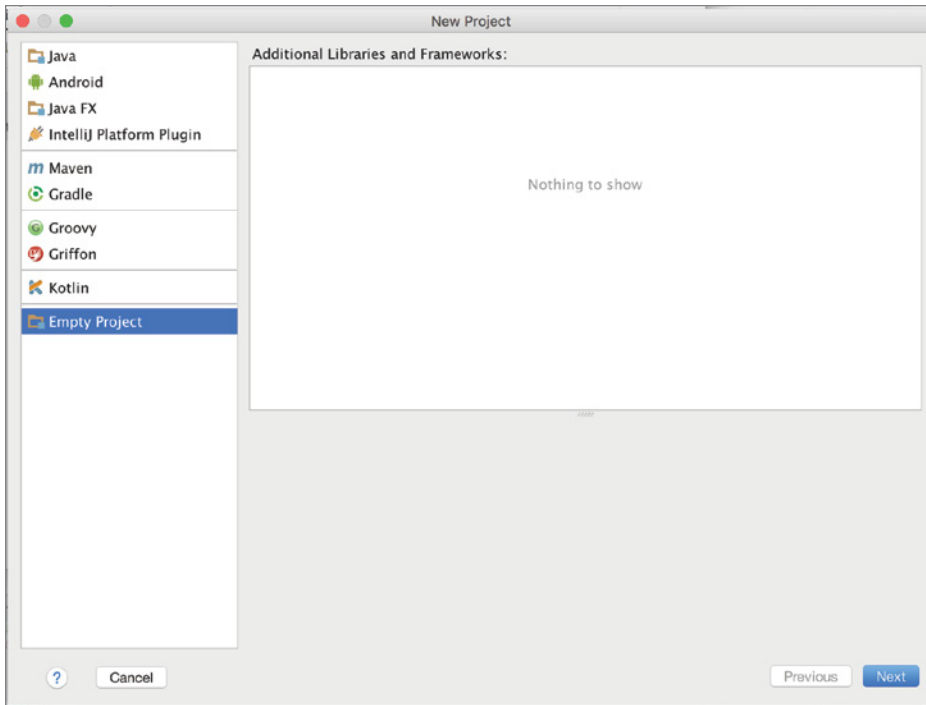 New Project
Java
Android
Java FX
IntelliJ Platform Plugin
Maven
Gradle
Groovy
Griffon
Kotlin
Empty Project
Additional Libraries and Frameworks:
Nothing to show
? Cancel
Previous Next